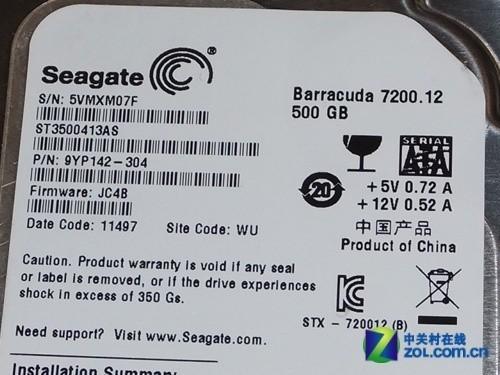 Seagate®
Barracuda 7200.12
500 GB
S/N: 5VMXM07F
ST3500413AS
P/N: 9YP142-304
Firmware: JC4B
Date Code: 11497 Site Code: WU
SERIAL
ATA
20
+5V 0.72 A
+12V 0.52 A
中国产品
Product of China
Caution. Product warranty is void if any seal
or label is removed, or if the drive experiences
shock in excess of 350 Gs.
STX - 720012 (B)
Need support? Visit www.Seagate.com
Installation Summary
Z 中关村在线
zol.com.cn